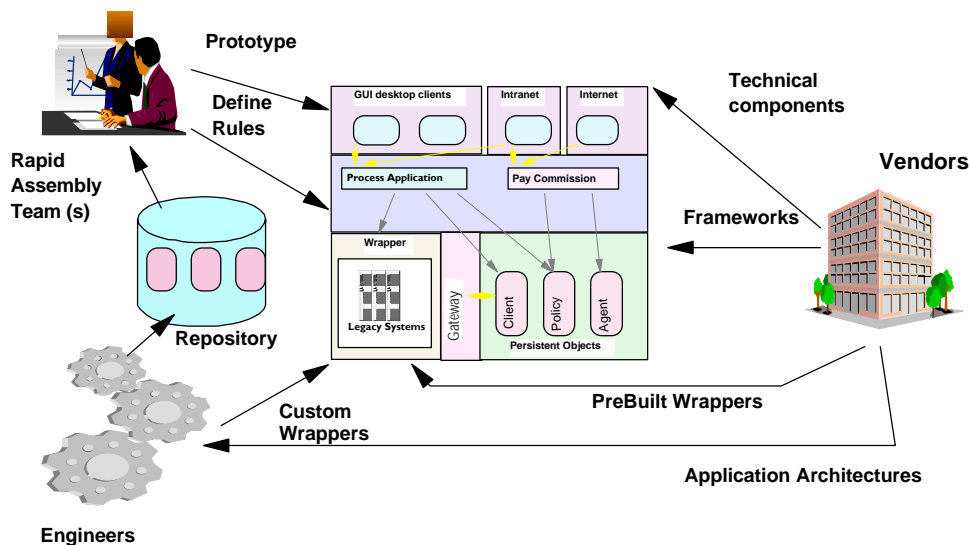 Prototype
Define
Rules
Rapid
Assembly
Team (s)
Repository
Engineers
GUI desktop clients
Intranet
Internet
Process Application
Pay Commission
Wrapper
Legacy Systems
Gateway
Client
Policy
Agent
Persistent Objects
Technical
components
Vendors
Frameworks
Custom
Wrappers
PreBuilt Wrappers
Application Architectures